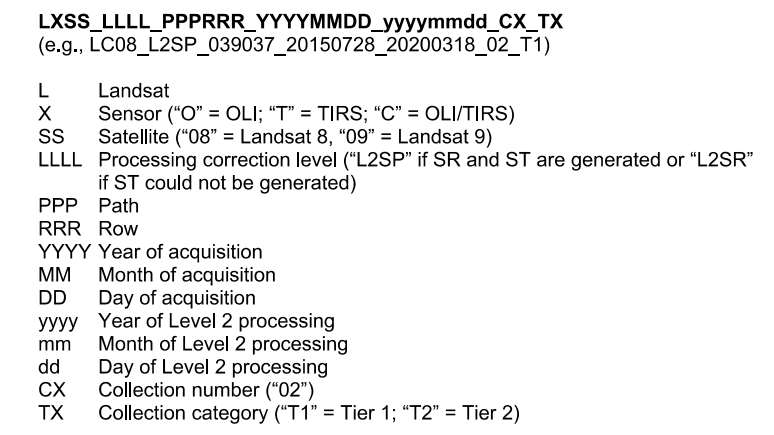 LXSS_LLLL_PPPRRR_YYYYMMDD_yyyymmdd_CX_TX
(e.g., LC08_L2SP_039037_20150728_20200318_02_T1)
L Landsat
X Sensor (“O” = OLI; “T” = TIRS; “C” = OLI/TIRS)
SS Satellite (“08” = Landsat 8, “09” = Landsat 9)
LLLL Processing correction level (“L2SP” if SR and ST are generated or “L2SR”
if ST could not be generated)
PPP Path
RRR Row
YYYY Year of acquisition
MM Month of acquisition
DD Day of acquisition
yyyy Year of Level 2 processing
mm Month of Level 2 processing
dd Day of Level 2 processing
CX Collection number (“02”)
TX Collection category (“T1” = Tier 1; “T2” = Tier 2)